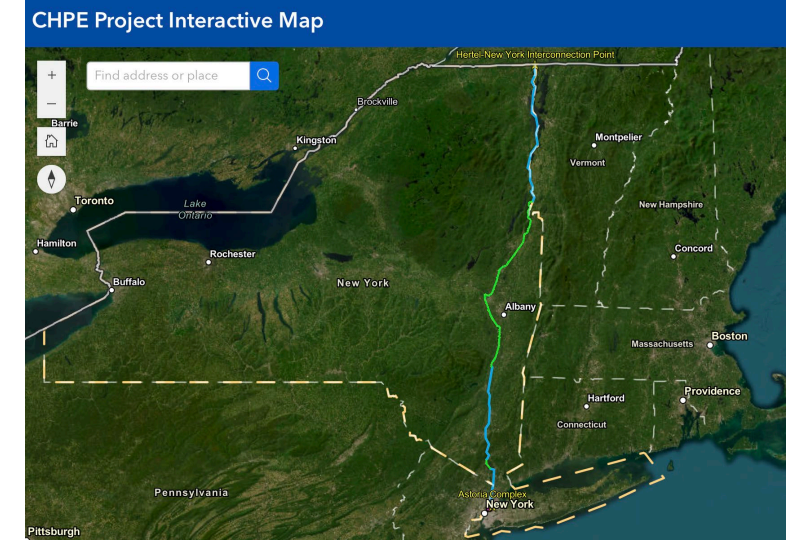 CHPE Project Interactive Map
Hertel-New York Interconnection Point
+
Find address or place
−
Brockville
Barrie
Kingston
Montpelier
Vermont
Toronto
Lake
Ontario
New Hampshire
Hamilton
Rochester
Concord
Buffalo
New York
Albany
Boston
Massachusetts
Providence
Hartford
Connecticut
Pennsylvania
Astoria Complex
New York
Pittsburgh